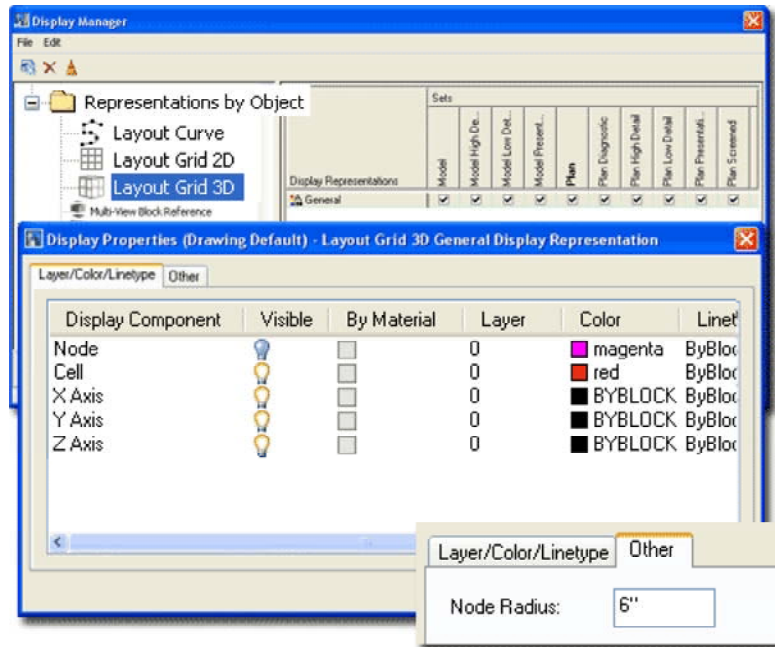 Display Manager
File Edit
Representations by Object
Layout Curve
Layout Grid 2D
Layout Grid 3D
Multi-View Block Reference
Sets
Display Representations
Model
Model High De...
Model Low Det...
Model Present...
Plan
Plan Diagnostic
Plan High Detail
Plan Low Detail
Plan Presentati...
Plan Screened
General
Display Properties (Drawing Default) - Layout Grid 3D General Display Representation
Layer/Color/Linetype Other
Display Component Visible By Material Layer Color Linet
Node 0 magenta ByBloc
Cell 0 red ByBloc
X Axis 0 BYBLOCK ByBloc
Y Axis 0 BYBLOCK ByBloc
Z Axis 0 BYBLOCK ByBloc
Layer/Color/Linetype Other
Node Radius: 6"